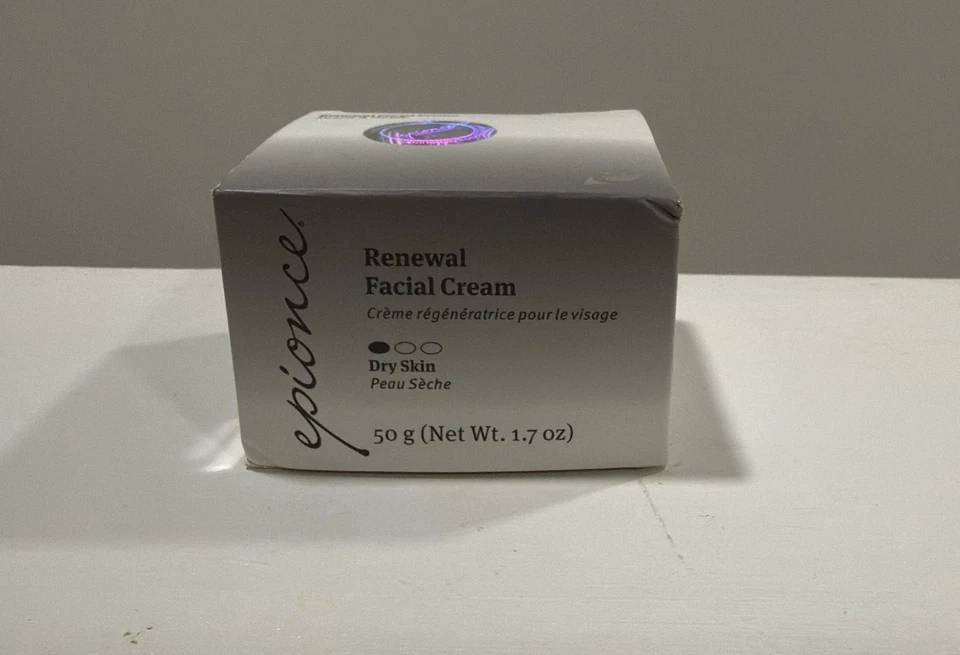 epionce
epionce®
Renewal
Facial Cream
Crème régénératrice pour le visage
Dry Skin
Peau Sèche
50 g (Net Wt. 1.7 oz)